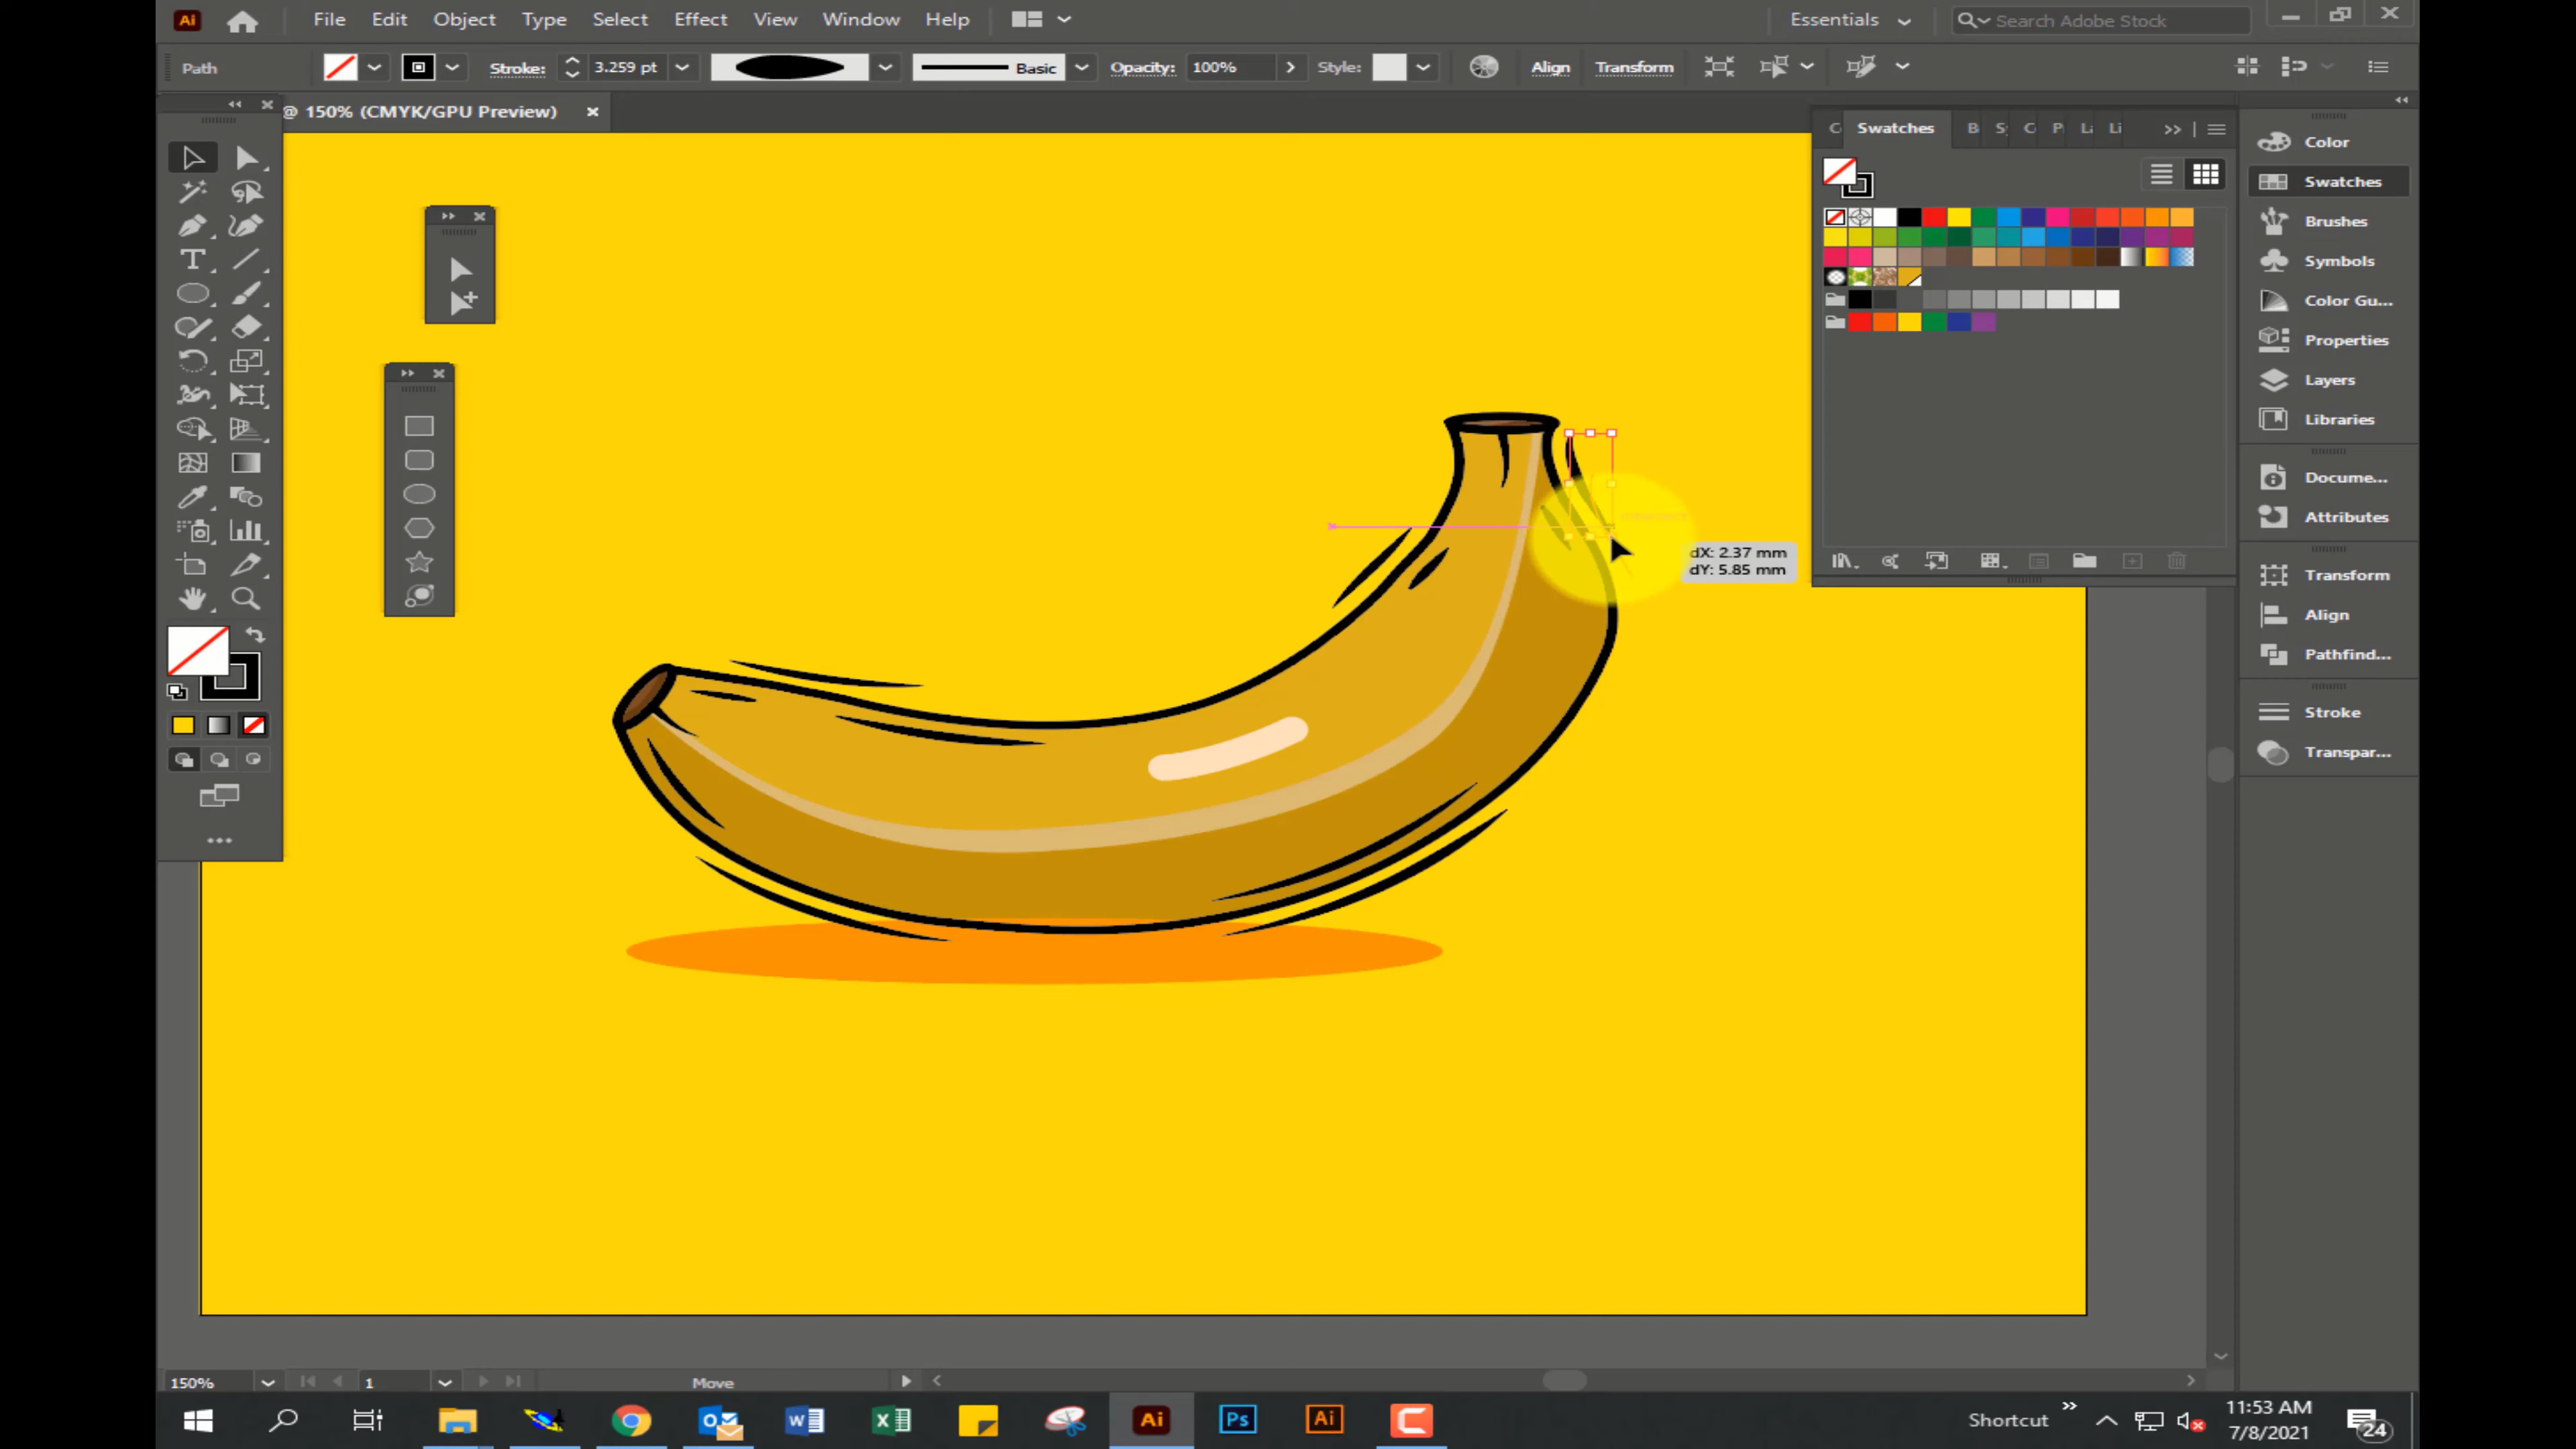 Ai File Edit Object Type Select Effect View Window Help Essentials Search Adobe Stock
Path Stroke: 3.259 pt Basic Opacity: 100% Style: Align Transform
@ 150% (CMYK/GPU Preview)
Swatches
Color
Swatches
Brushes
Symbols
Color Gu...
Properties
Layers
Libraries
Docume...
Attributes
Transform
Align
Pathfind...
Stroke
Transpar...
dX: 2.37 mm
dY: 5.85 mm
150% 1 Move
Ps Ai Shortcut
11:53 AM
7/8/2021
24